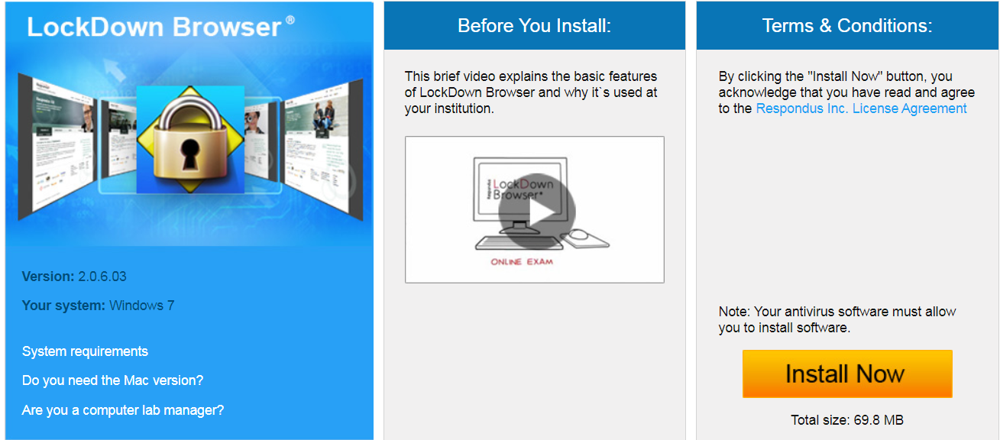 LockDown Browser®
Version: 2.0.6.03
Your system: Windows 7
System requirements
Do you need the Mac version?
Are you a computer lab manager?
Before You Install:
This brief video explains the basic features
of LockDown Browser and why it`s used at
your institution.
Respondus
LockDown
Browser
ONLINE EXAM
Terms & Conditions:
By clicking the "Install Now" button, you
acknowledge that you have read and agree
to the Respondus Inc. License Agreement
Note: Your antivirus software must allow
you to install software.
Install Now
Total size: 69.8 MB